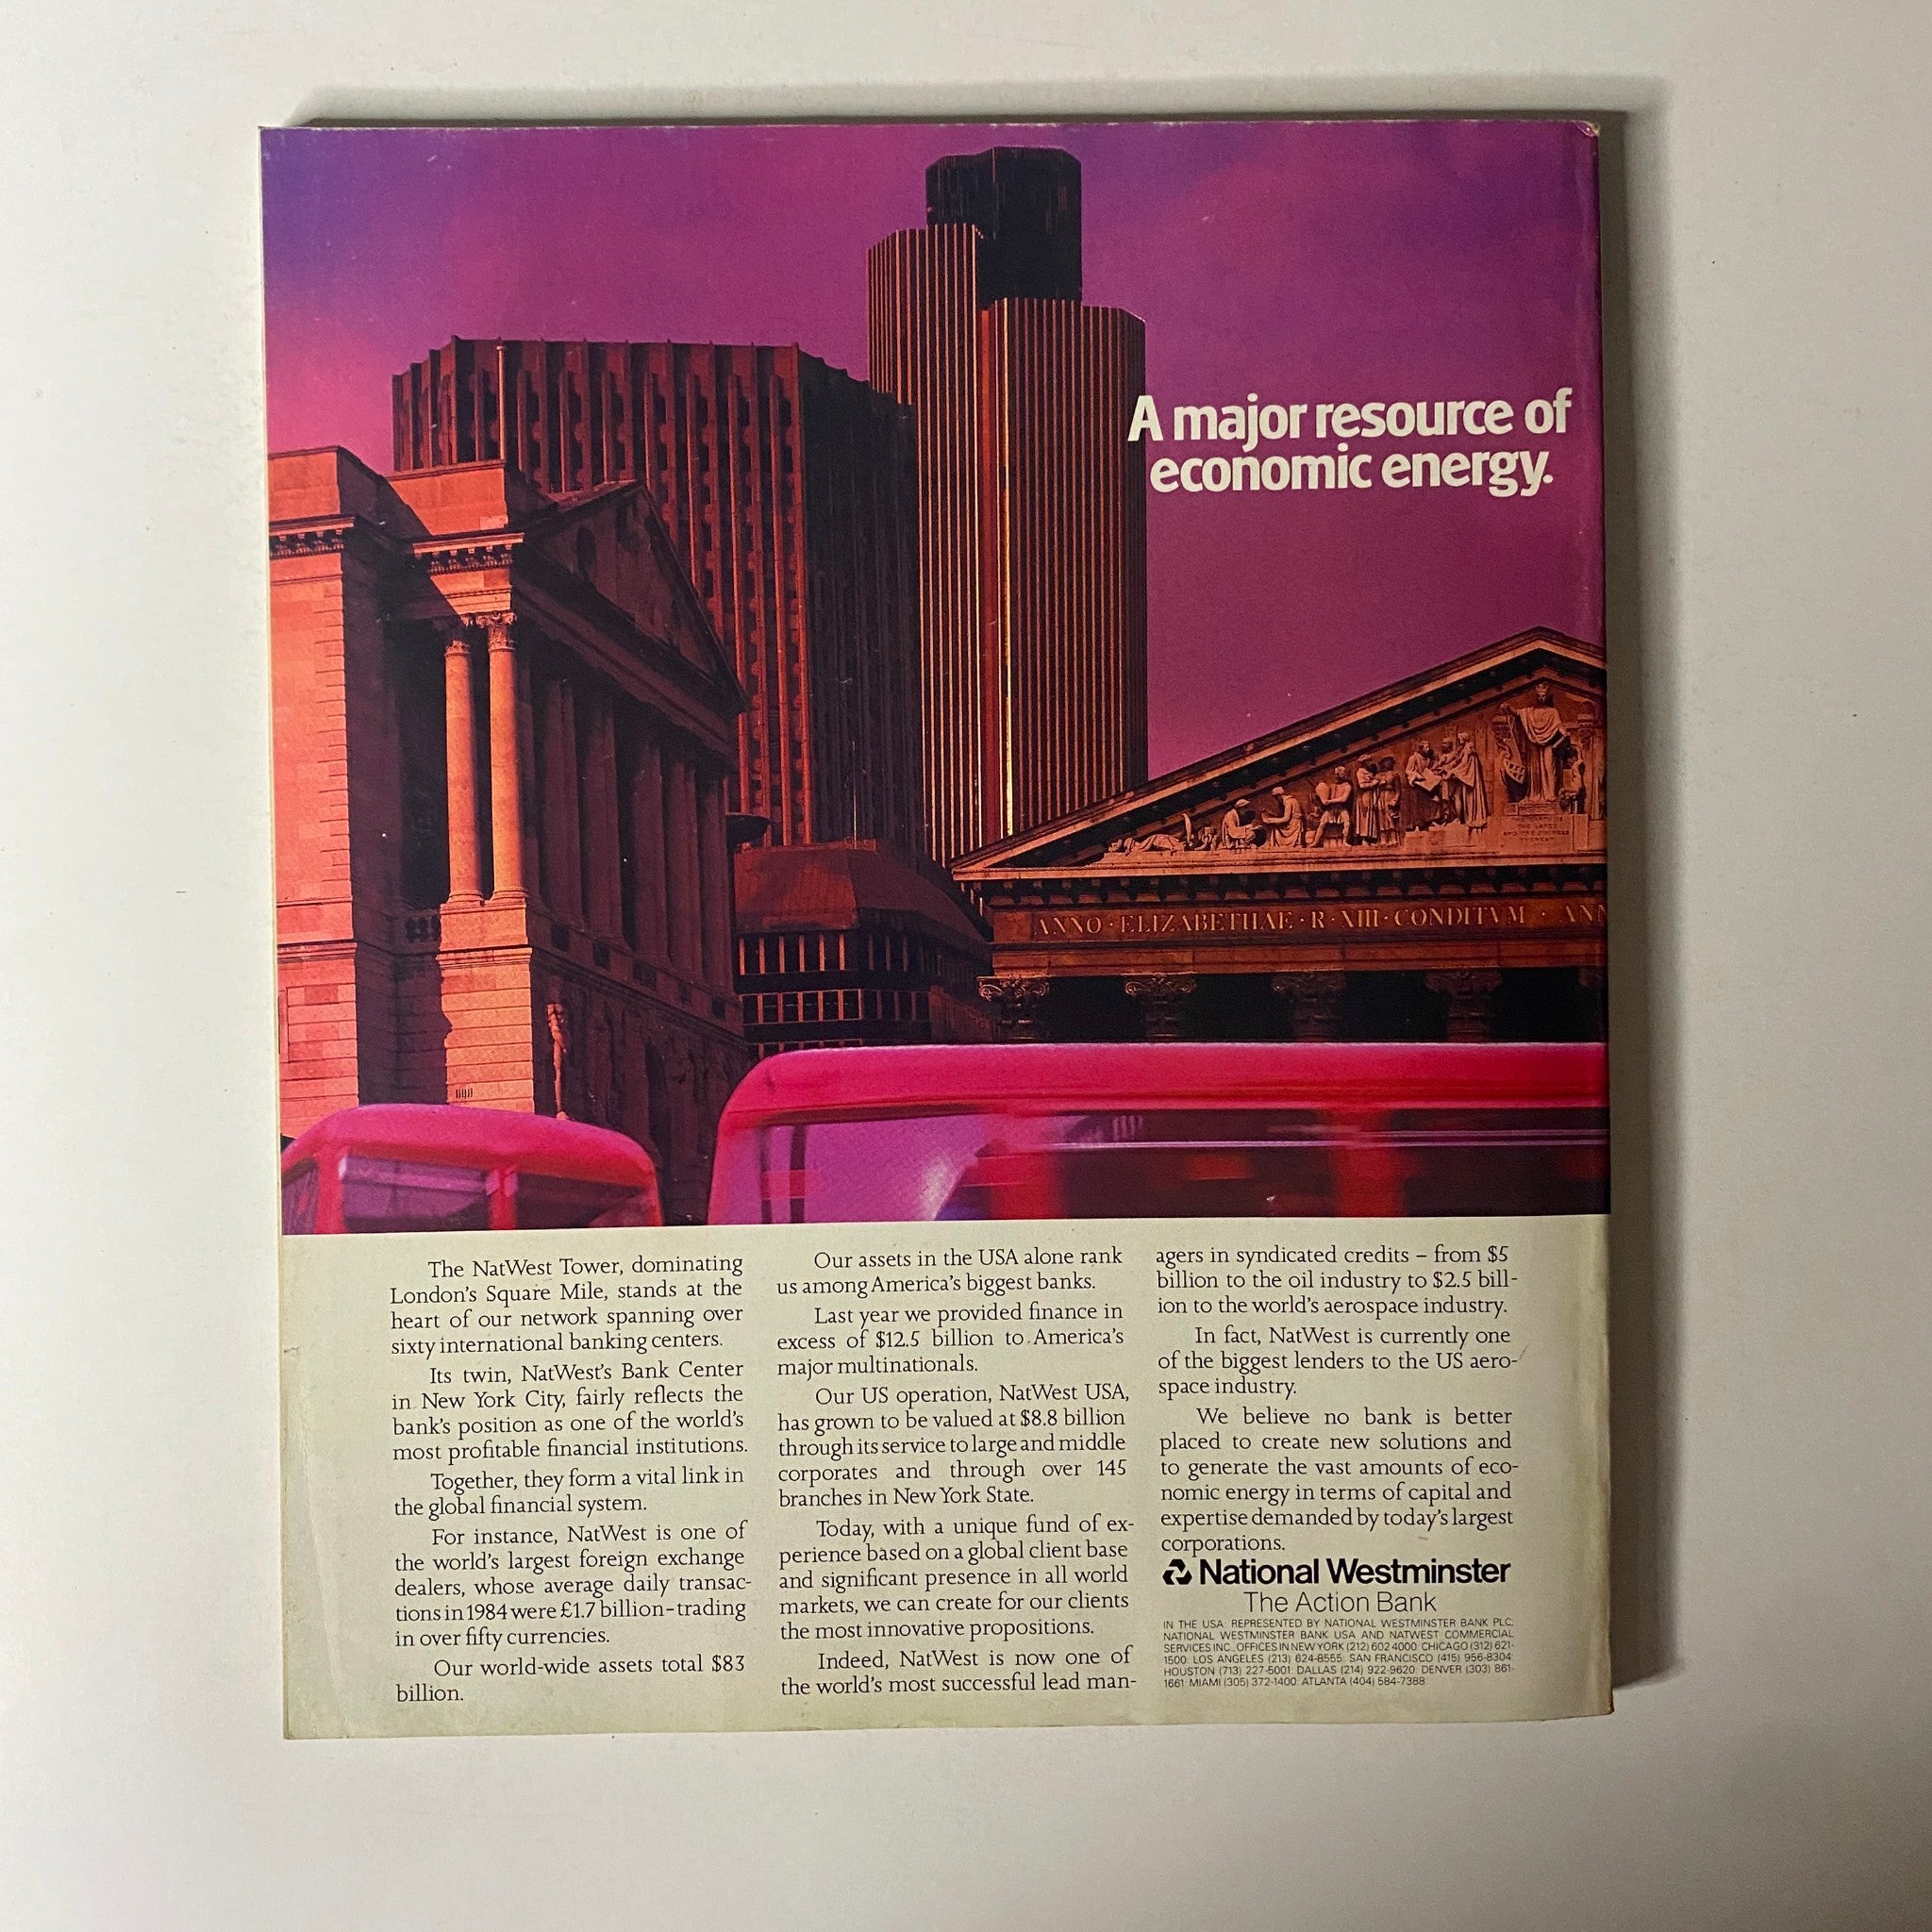 A major resource of
economic energy.
ANNO · ELIZABETHAE · R · XIII · CONDITVM · ANN
The NatWest Tower, dominating
London's Square Mile, stands at the
heart of our network spanning over
sixty international banking centers.
Its twin, NatWest's Bank Center
in New York City, fairly reflects the
bank's position as one of the world's
most profitable financial institutions.
Together, they form a vital link in
the global financial system.
For instance, NatWest is one of
the world's largest foreign exchange
dealers, whose average daily transac-
tions in 1984 were £1.7 billion – trading
in over fifty currencies.
Our world-wide assets total $83
billion.
Our assets in the USA alone rank
us among America's biggest banks.
Last year we provided finance in
excess of $12.5 billion to America's
major multinationals.
Our US operation, NatWest USA,
has grown to be valued at $8.8 billion
through its service to large and middle
corporates and through over 145
branches in New York State.
Today, with a unique fund of ex-
perience based on a global client base
and significant presence in all world
markets, we can create for our clients
the most innovative propositions.
Indeed, NatWest is now one of
the world's most successful lead man-
agers in syndicated credits – from $5
billion to the oil industry to $2.5 bill-
ion to the world's aerospace industry.
In fact, NatWest is currently one
of the biggest lenders to the US aero-
space industry.
We believe no bank is better
placed to create new solutions and
to generate the vast amounts of eco-
nomic energy in terms of capital and
expertise demanded by today's largest
corporations.
National Westminster
The Action Bank
IN THE USA: REPRESENTED BY NATIONAL WESTMINSTER BANK PLC,
NATIONAL WESTMINSTER BANK USA AND NATWEST COMMERCIAL
SERVICES INC., OFFICES IN NEW YORK (212) 602 4000: CHICAGO (312) 621-
1500: LOS ANGELES (213) 624-8555: SAN FRANCISCO (415) 956-8304:
HOUSTON (713) 227-5001: DALLAS (214) 922-9620: DENVER (303) 861-
1661: MIAMI (305) 372-1400: ATLANTA (404) 584-7388.